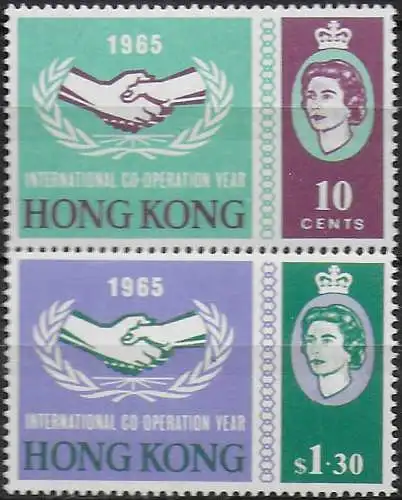 1965
INTERNATIONAL CO-OPERATION YEAR
HONG KONG
10
CENTS
1965
INTERNATIONAL CO-OPERATION YEAR
HONG KONG
$1·30